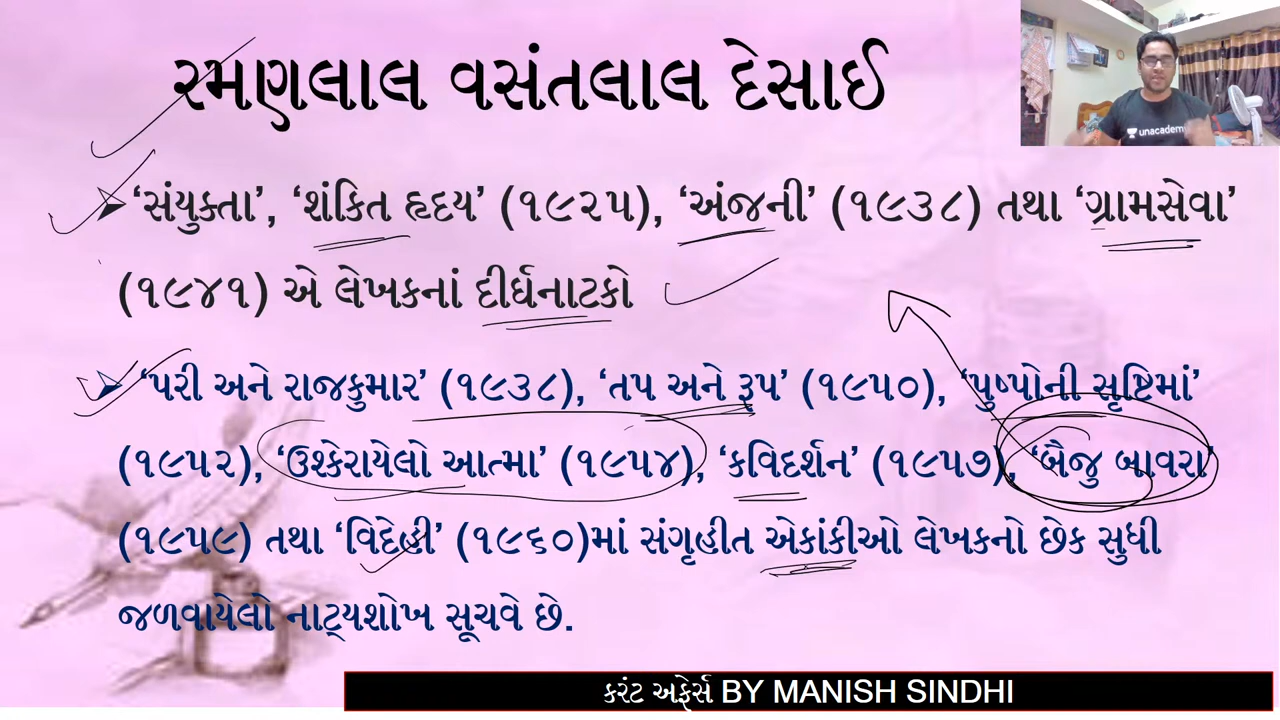 રમણલાલ વસંતલાલ દેસાઈ
unacadem
‘સંયુક્તા’, ‘શંકિત હૃદય’ (૧૯૨૫), ‘અંજની’ (૧૯૩૮) તથા ‘ગ્રામસેવા’
(૧૯૪૧) એ લેખકનાં દીર્ઘનાટકો
‘પરી અને રાજકુમાર’ (૧૯૩૮), ‘તપ અને રૂપ’ (૧૯૫૦), ‘પુષ્પોની સૃષ્ટિમાં’
(૧૯૫૨), ‘ઉશ્કેરાયેલો આત્મા’ (૧૯૫૪), ‘કવિદર્શન’ (૧૯૫૭), ‘બૈજુ બાવરા’
(૧૯૫૯) તથા ‘વિદેહી’ (૧૯૬૦)માં સંગૃહીત એકાંકીઓ લેખકનો છેક સુધી
જળવાયેલો નાટ્યશોખ સૂચવે છે.
કરંટ અફેર્સ BY MANISH SINDHI